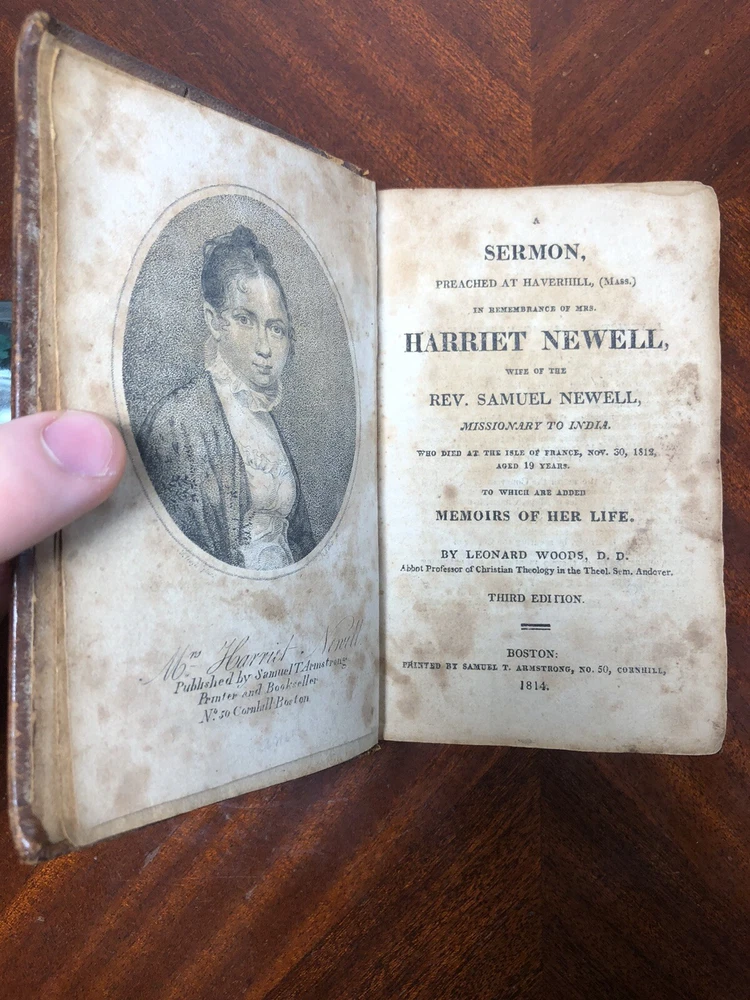 Mrs Harriet Newell
Published by Samuel T. Armstrong
Printer and Bookseller
No. 50 Cornhill Boston
A
SERMON,
PREACHED AT HAVERHILL, (MASS.)
IN REMEMBRANCE OF MRS.
HARRIET NEWELL,
WIFE OF THE
REV. SAMUEL NEWELL,
MISSIONARY TO INDIA.
WHO DIED AT THE ISLE OF FRANCE, NOV. 30, 1812,
AGED 19 YEARS.
TO WHICH ARE ADDED
MEMOIRS OF HER LIFE.
BY LEONARD WOODS, D. D.
Abbot Professor of Christian Theology in the Theol. Sem. Andover.
THIRD EDITION.
BOSTON:
PRINTED BY SAMUEL T. ARMSTRONG, NO. 50, CORNHILL,
1814.